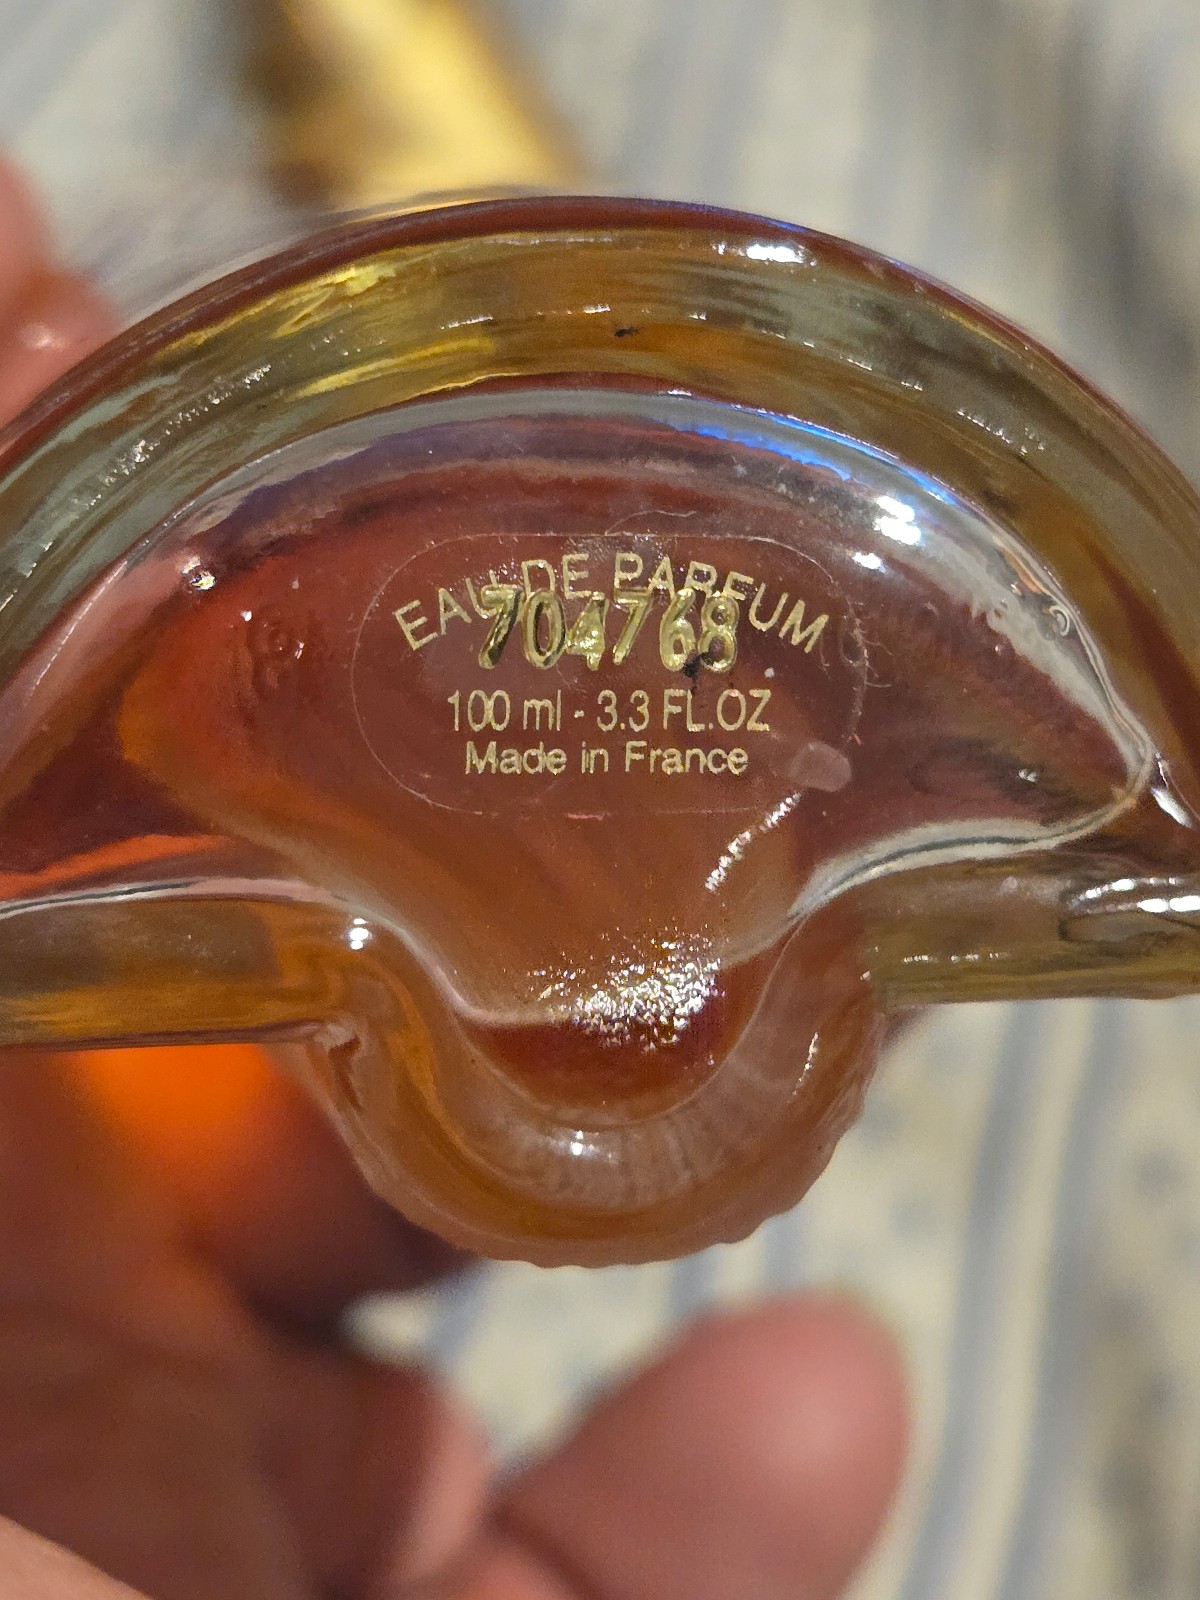 EAU DE PARFUM
704768
100 ml - 3.3 FL.OZ
Made in France